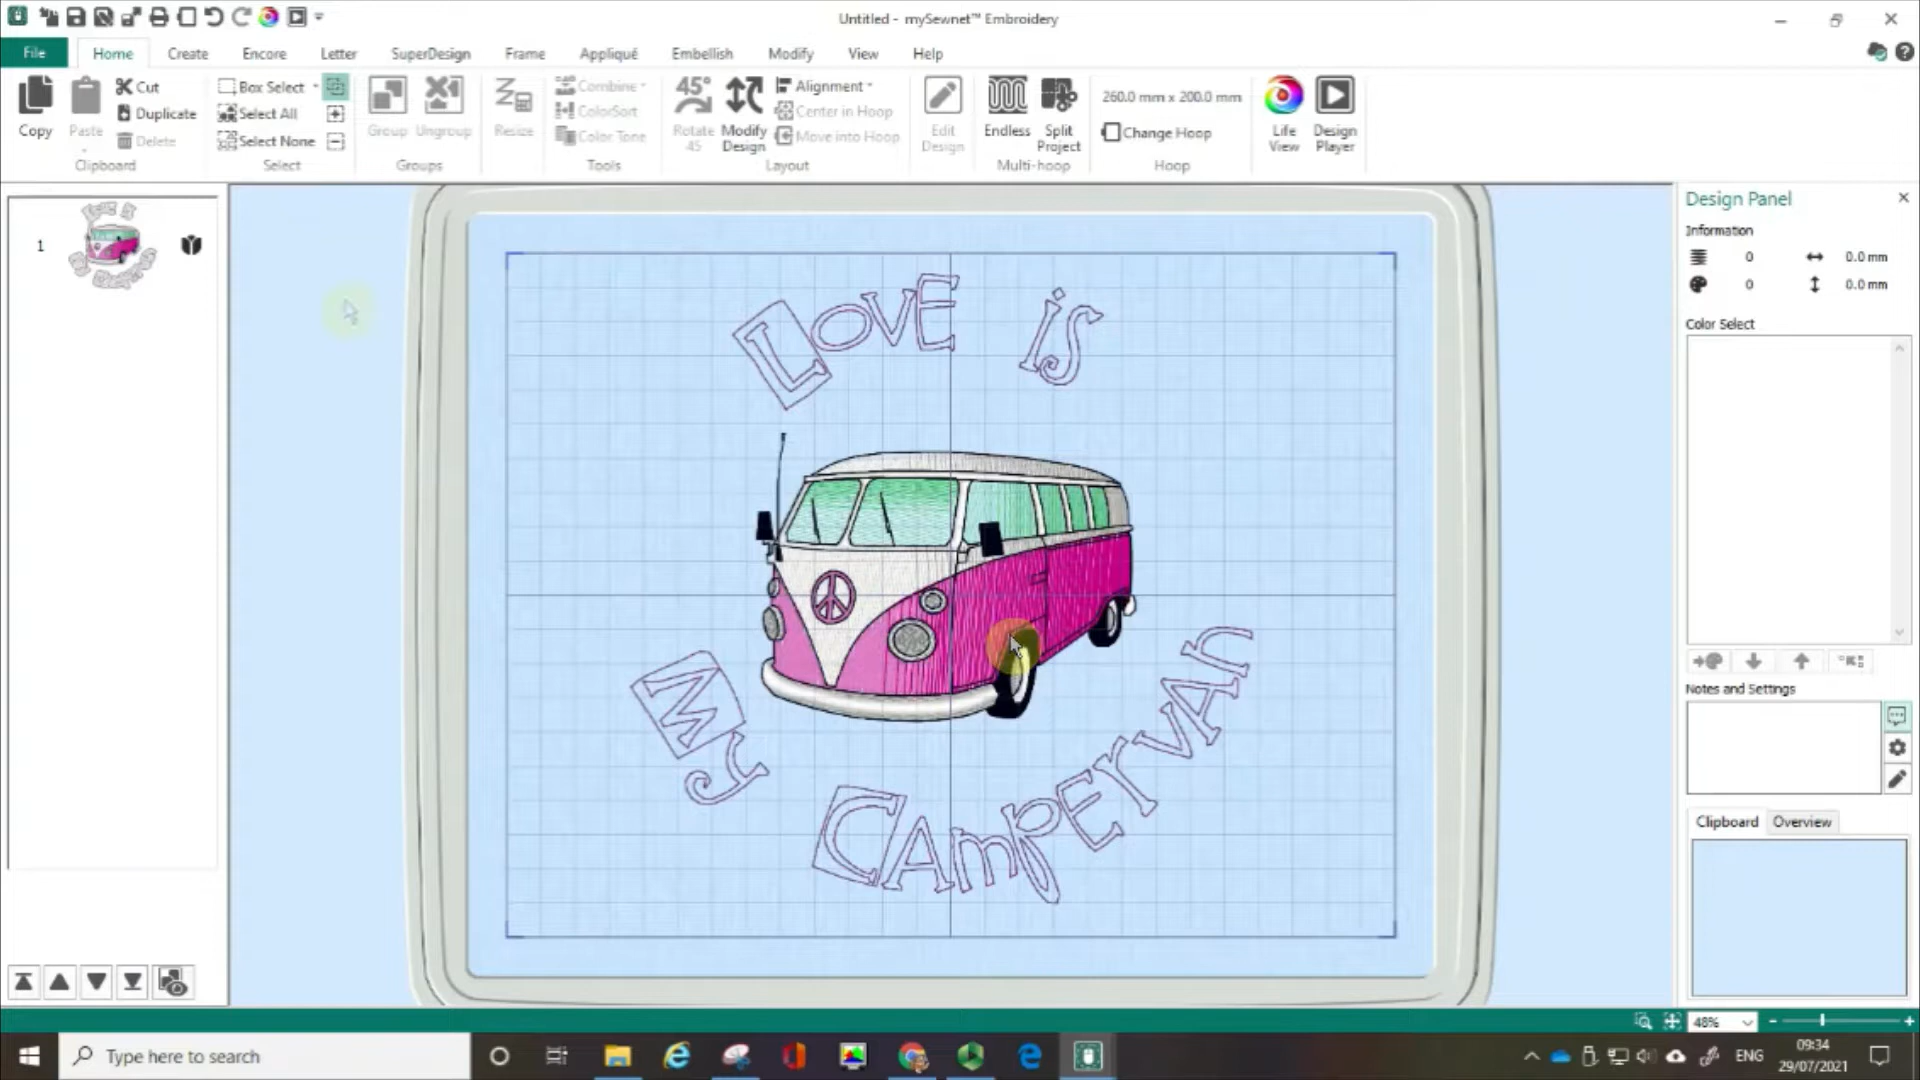 Untitled - mySewnet™ Embroidery
File Home Create Encore Letter SuperDesign Frame Appliqué Embellish Modify View Help
Copy
Paste
Cut
Duplicate
Delete
Clipboard
Box Select
Select All
Select None
Select
Group
Ungroup
Groups
Resize
Combine
ColorSort
Color Tone
Tools
45°
Rotate
45
Modify
Design
Alignment
Center in Hoop
Move into Hoop
Layout
Edit
Design
Endless
Split
Project
Multi-hoop
260.0 mm x 200.0 mm
Change Hoop
Hoop
Life
View
Design
Player
1
LOVE is
My CAmpErvAn
Design Panel
Information
0 0.0 mm
0 0.0 mm
Color Select
Notes and Settings
Clipboard Overview
48%
Type here to search
ENG
09:34
29/07/2021